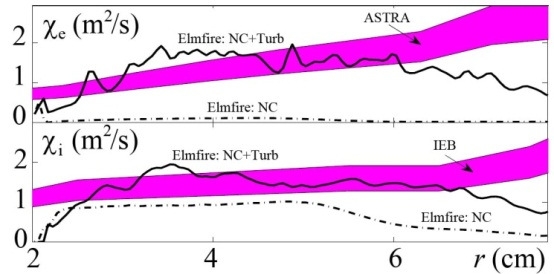 χe (m²/s)
ASTRA
Elmfire: NC+Turb
2
1
Elmfire: NC
0
χi (m²/s)
IEB
Elmfire: NC+Turb
2
1
Elmfire: NC
0
2 4 6 r (cm)